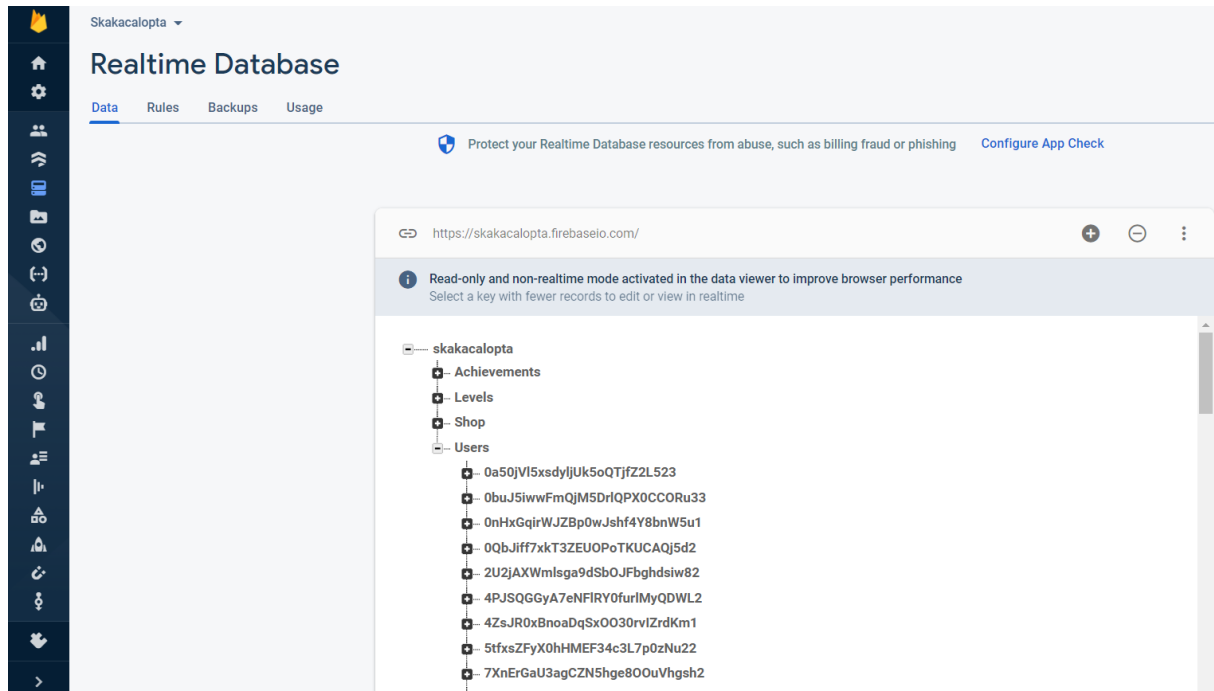 Skakacalopta
Realtime Database
Data Rules Backups Usage
Protect your Realtime Database resources from abuse, such as billing fraud or phishing Configure App Check
https://skakacalopta.firebaseio.com/
Read-only and non-realtime mode activated in the data viewer to improve browser performance
Select a key with fewer records to edit or view in realtime
skakacalopta
Achievements
Levels
Shop
Users
0a50jVl5xsdyljUk5oQTjfZ2L523
0buJ5iwwFmQjM5DrlQPX0CCORu33
0nHxGqirWJZBp0wJshf4Y8bnW5u1
0QbJiff7xkT3ZEUOPoTKUCAQj5d2
2U2jAXWmlsga9dSbOJFbghdsiw82
4PJSQGGyA7eNFlRY0furlMyQDWL2
4ZsJR0xBnoaDqSxOO30rvIZrdKm1
5tfxsZFyX0hHMEF34c3L7p0zNu22
7XnErGaU3agCZN5hge8OOuVhgsh2